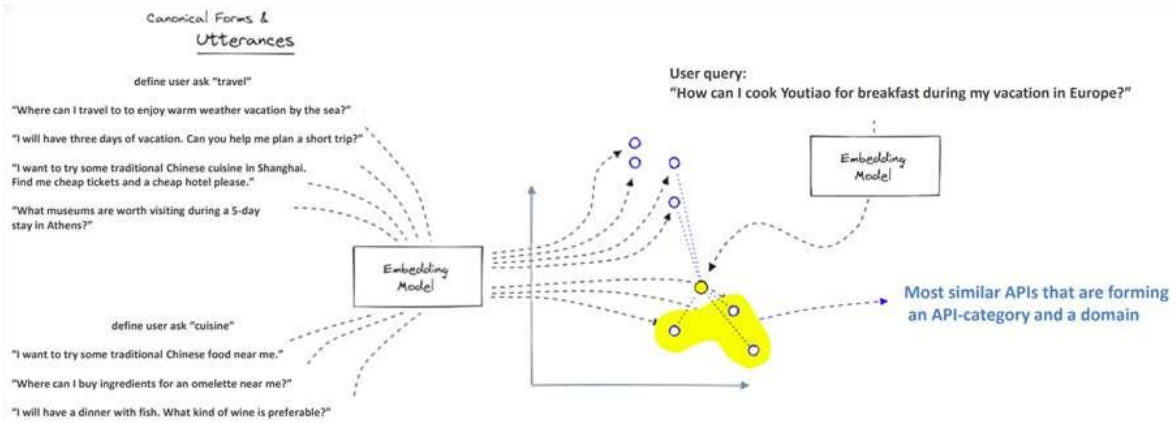 Canonical Forms &
Utterances
define user ask "travel"
"Where can I travel to to enjoy warm weather vacation by the sea?"
"I will have three days of vacation. Can you help me plan a short trip?"
"I want to try some traditional Chinese cuisine in Shanghai.
Find me cheap tickets and a cheap hotel please."
"What museums are worth visiting during a 5-day
stay in Athens?"
Embedding
Model
define user ask "cuisine"
"I want to try some traditional Chinese food near me."
"Where can I buy ingredients for an omelette near me?"
"I will have a dinner with fish. What kind of wine is preferable?"
User query:
"How can I cook Youtiao for breakfast during my vacation in Europe?"
Embedding
Model
Most similar APIs that are forming
an API-category and a domain